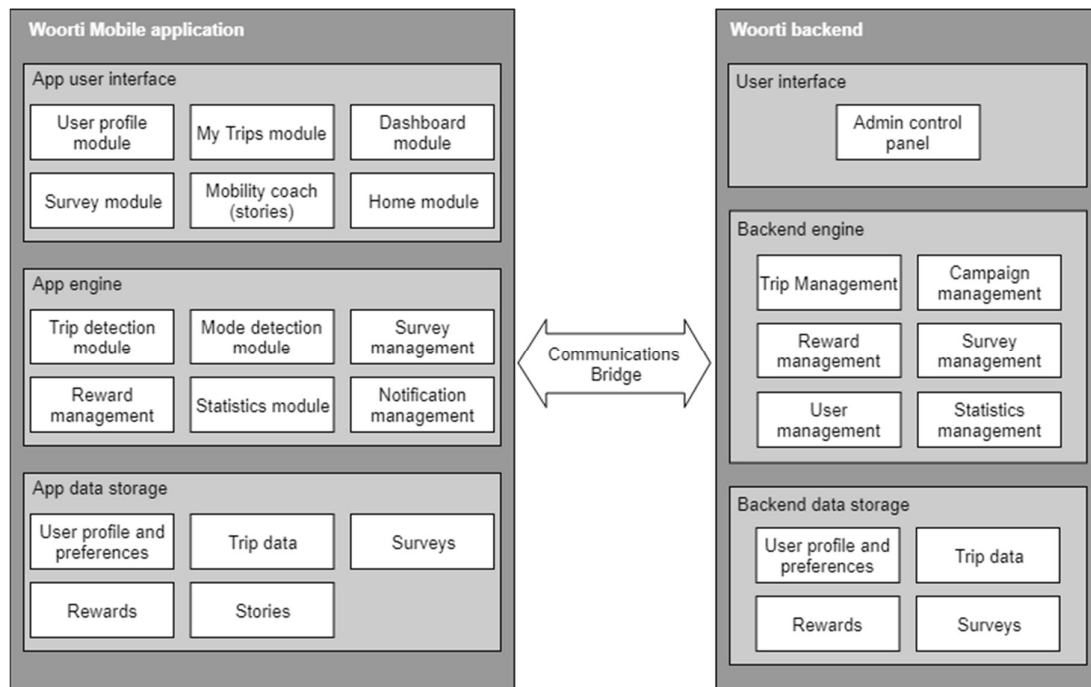 Woorti Mobile application
App user interface
User profile
module
My Trips module
Dashboard
module
Survey module
Mobility coach
(stories)
Home module
App engine
Trip detection
module
Mode detection
module
Survey
management
Reward
management
Statistics module
Notification
management
App data storage
User profile and
preferences
Trip data
Surveys
Rewards
Stories
Communications
Bridge
Woorti backend
User interface
Admin control
panel
Backend engine
Trip Management
Campaign
management
Reward
management
Survey
management
User
management
Statistics
management
Backend data storage
User profile and
preferences
Trip data
Rewards
Surveys